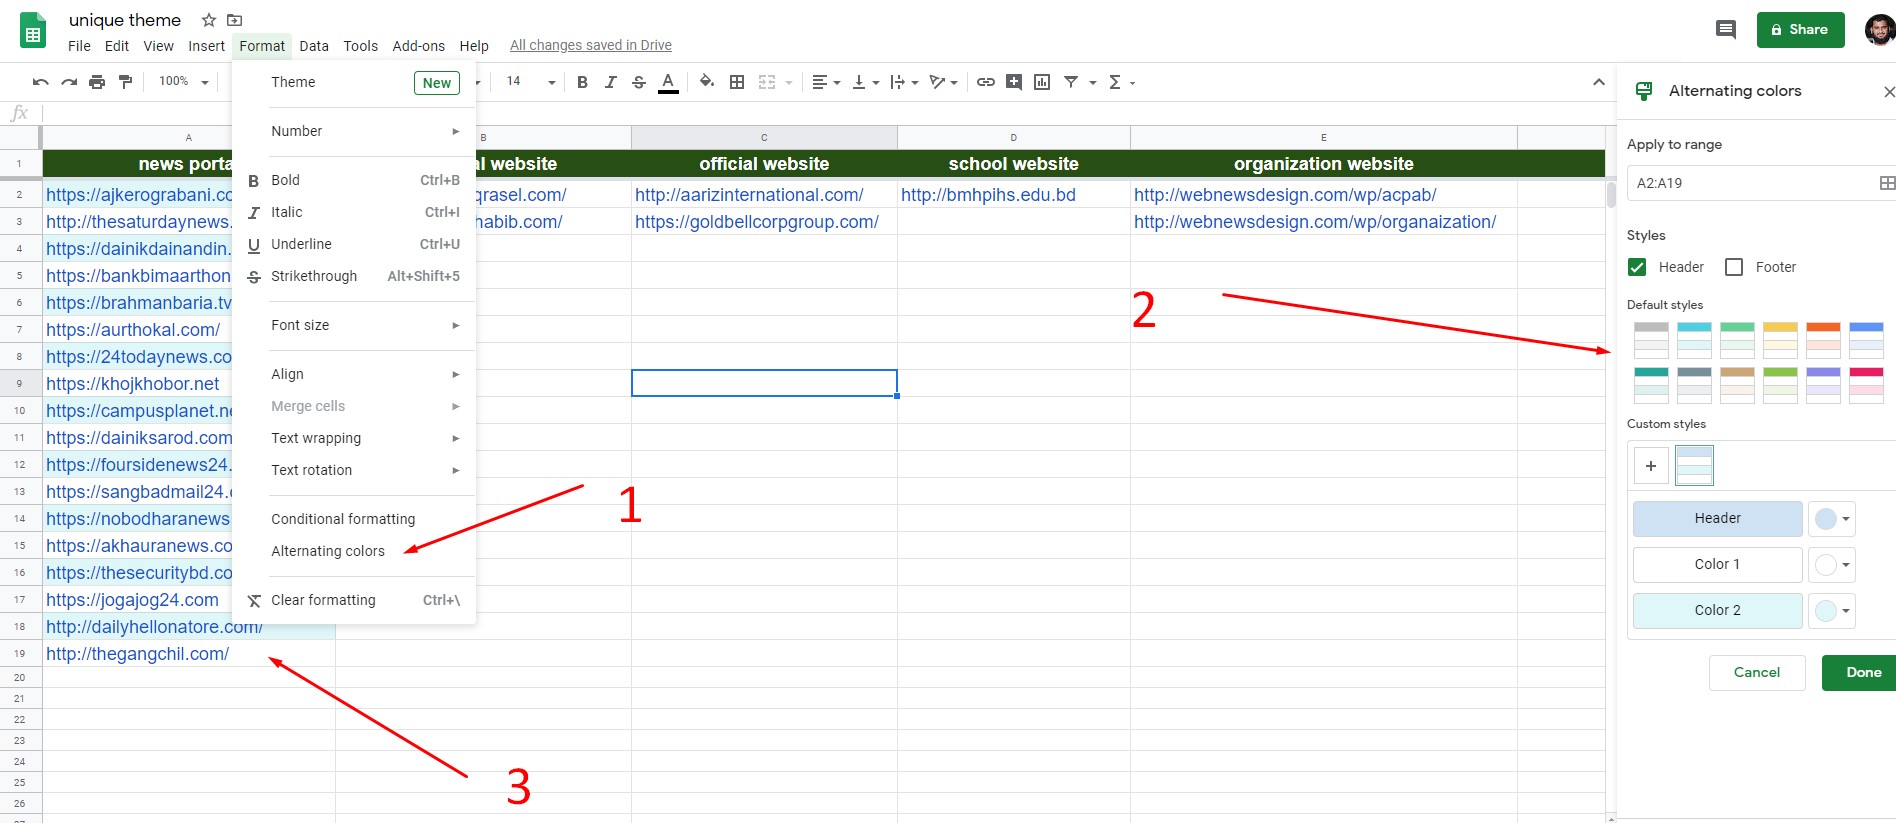 unique theme
File Edit View Insert Format Data Tools Add-ons Help All changes saved in Drive
Share
100% 14
fx
Theme New
Number
Bold Ctrl+B
Italic Ctrl+I
Underline Ctrl+U
Strikethrough Alt+Shift+5
Font size
Align
Merge cells
Text wrapping
Text rotation
Conditional formatting
Alternating colors
Clear formatting Ctrl+\
A B C D E
1 news porta l website official website school website organization website
2 https://ajkerograbani.co qrasel.com/ http://aarizinternational.com/ http://bmhpihs.edu.bd http://webnewsdesign.com/wp/acpab/
3 http://thesaturdaynews. habib.com/ https://goldbellcorpgroup.com/ http://webnewsdesign.com/wp/organaization/
4 https://dainikdainandin.
5 https://bankbimaarthon
6 https://brahmanbaria.tv
7 https://aurthokal.com/
8 https://24todaynews.co
9 https://khojkhobor.net
10 https://campusplanet.ne
11 https://dainiksarod.com
12 https://foursidenews24.
13 https://sangbadmail24.
14 https://nobodharanews
15 https://akhauranews.co
16 https://thesecuritybd.co
17 https://jogajog24.com
18 http://dailyhellonatore.com/
19 http://thegangchil.com/
20
21
22
23
24
25
26
1
2
3
Alternating colors
Apply to range
A2:A19
Styles
Header Footer
Default styles
Custom styles
Header
Color 1
Color 2
Cancel Done